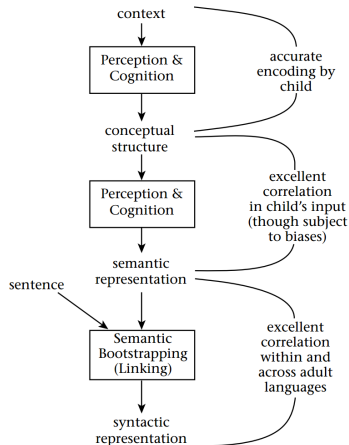 context
Perception &
Cognition
accurate
encoding by
child
conceptual
structure
Perception &
Cognition
excellent
correlation
in child's input
(though subject
to biases)
semantic
representation
sentence
Semantic
Bootstrapping
(Linking)
excellent
correlation
within and
across adult
languages
syntactic
representation